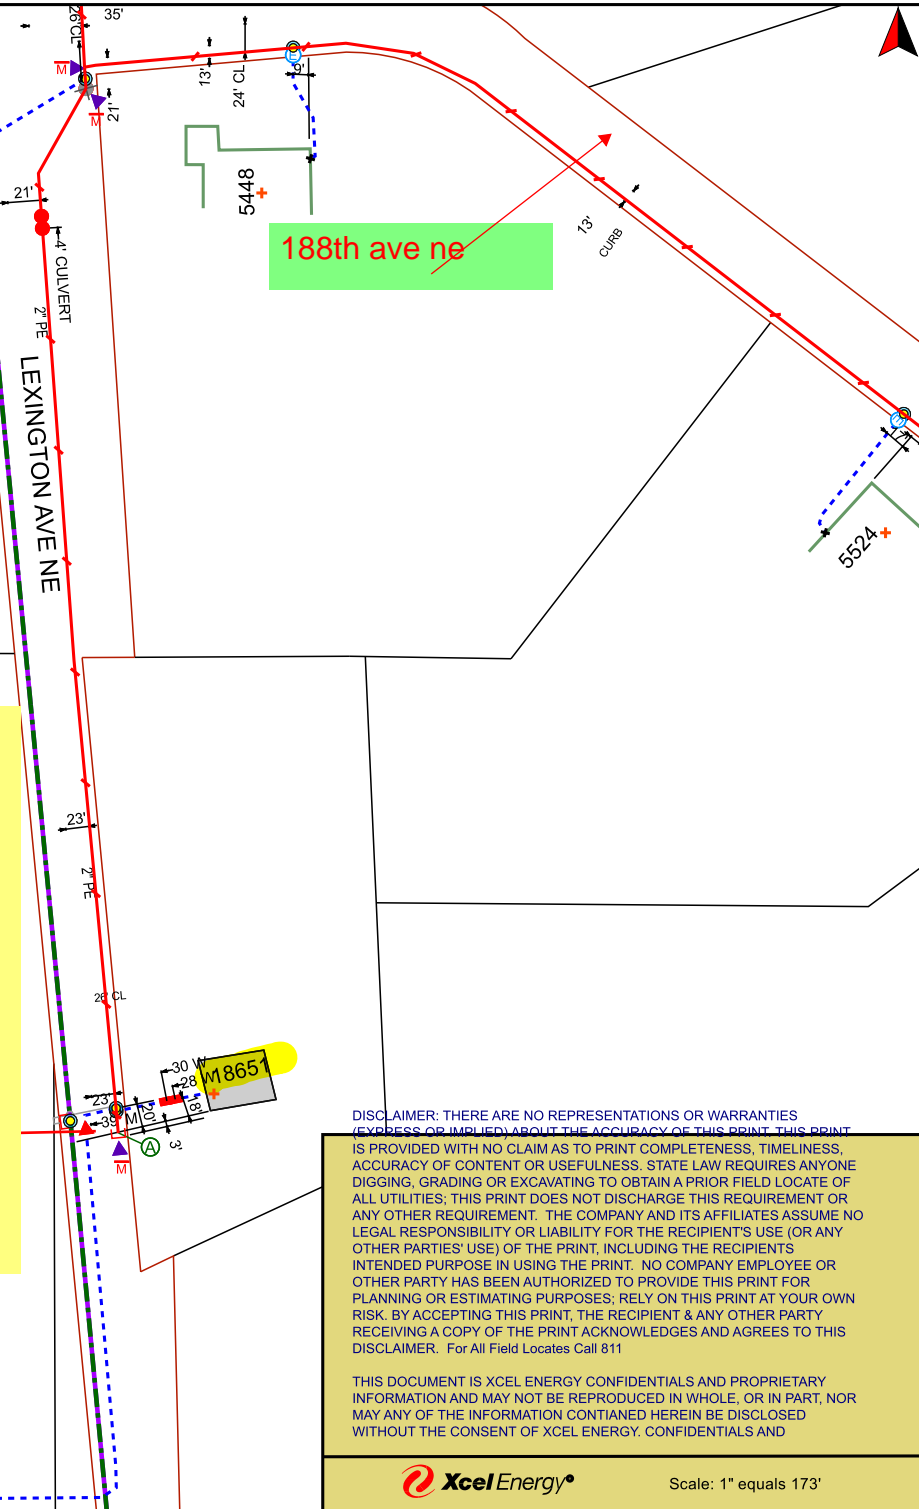 26'CL
35'
M
M
21'
13'
24' CL
9'
5448
21'
4' CULVERT
2" PE
188th ave ne
13'
CURB
LEXINGTON AVE NE
5524
23'
2" PE
26' CL
30 W
28 W
18651
23'
39'
M
20'
18'
3'
A
M
DISCLAIMER: THERE ARE NO REPRESENTATIONS OR WARRANTIES
(EXPRESS OR IMPLIED) ABOUT THE ACCURACY OF THIS PRINT. THIS PRINT
IS PROVIDED WITH NO CLAIM AS TO PRINT COMPLETENESS, TIMELINESS,
ACCURACY OF CONTENT OR USEFULNESS. STATE LAW REQUIRES ANYONE
DIGGING, GRADING OR EXCAVATING TO OBTAIN A PRIOR FIELD LOCATE OF
ALL UTILITIES; THIS PRINT DOES NOT DISCHARGE THIS REQUIREMENT OR
ANY OTHER REQUIREMENT. THE COMPANY AND ITS AFFILIATES ASSUME NO
LEGAL RESPONSIBILITY OR LIABILITY FOR THE RECIPIENT'S USE (OR ANY
OTHER PARTIES' USE) OF THE PRINT, INCLUDING THE RECIPIENTS
INTENDED PURPOSE IN USING THE PRINT. NO COMPANY EMPLOYEE OR
OTHER PARTY HAS BEEN AUTHORIZED TO PROVIDE THIS PRINT FOR
PLANNING OR ESTIMATING PURPOSES; RELY ON THIS PRINT AT YOUR OWN
RISK. BY ACCEPTING THIS PRINT, THE RECIPIENT & ANY OTHER PARTY
RECEIVING A COPY OF THE PRINT ACKNOWLEDGES AND AGREES TO THIS
DISCLAIMER. For All Field Locates Call 811
THIS DOCUMENT IS XCEL ENERGY CONFIDENTIALS AND PROPRIETARY
INFORMATION AND MAY NOT BE REPRODUCED IN WHOLE, OR IN PART, NOR
MAY ANY OF THE INFORMATION CONTIANED HEREIN BE DISCLOSED
WITHOUT THE CONSENT OF XCEL ENERGY. CONFIDENTIALS AND
Xcel Energy
Scale: 1" equals 173'